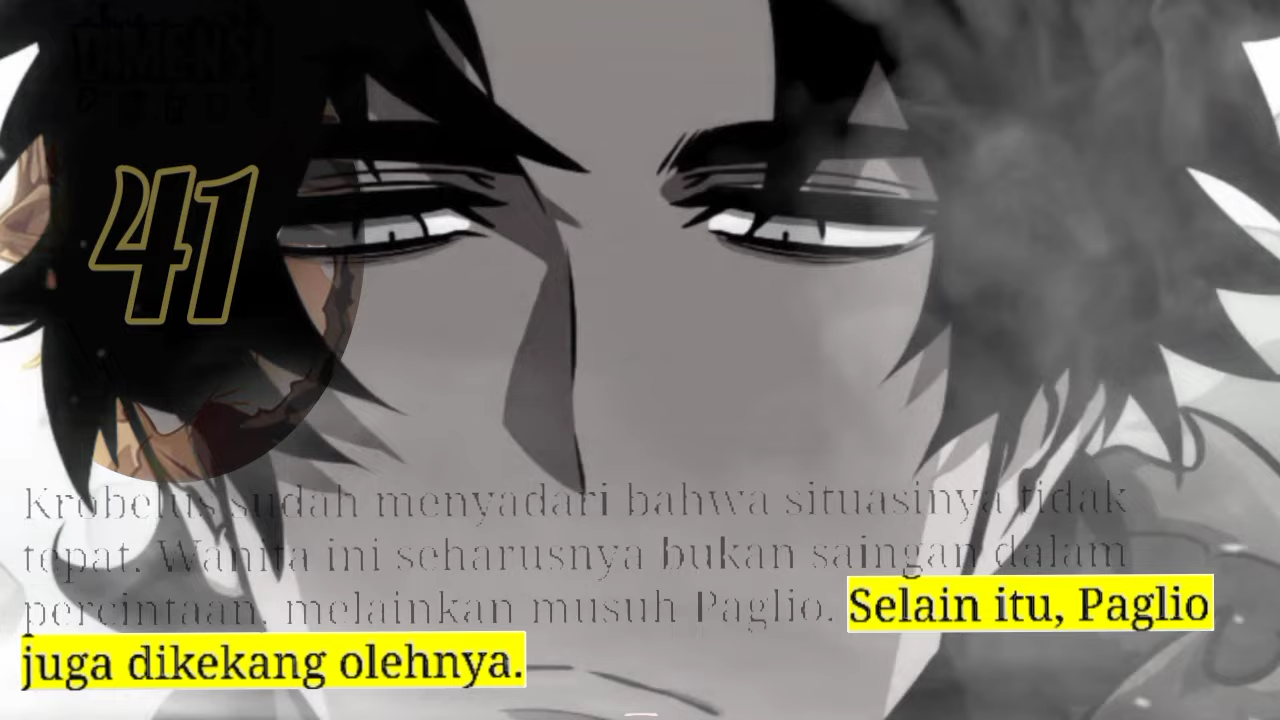 DIMENSI
41
Krobelus sudah menyadari bahwa situasinya tidak
tepat. Wanita ini seharusnya bukan saingan dalam
percintaan, melainkan musuh Paglio. Selain itu, Paglio
juga dikekang olehnya.